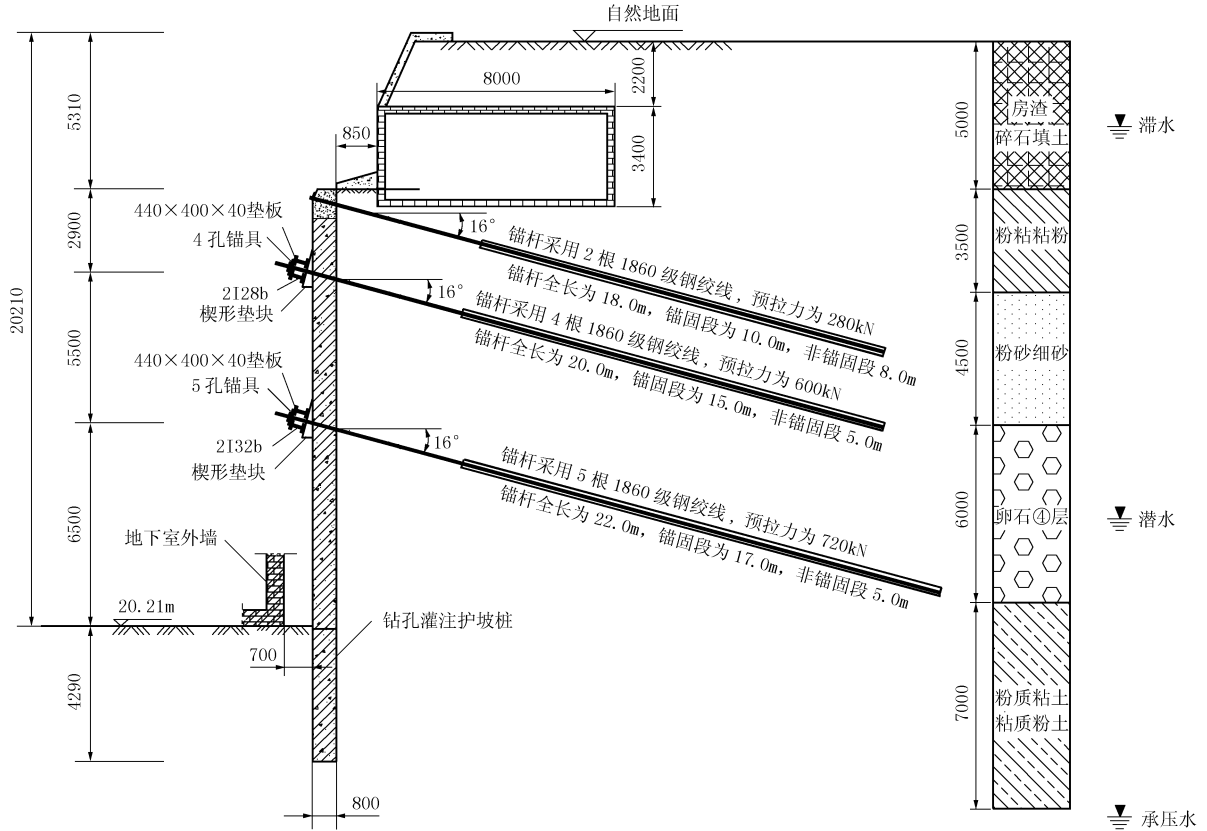 自然地面
20210
5310
2900
5500
6500
4290
8000
2200
3400
850
440×400×40垫板
4孔锚具
2I28b
楔形垫块
440×400×40垫板
5孔锚具
2I32b
楔形垫块
16°
锚杆采用2根1860级钢绞线,预拉力为280kN
锚杆全长为18.0m,锚固段为10.0m,非锚固段8.0m
16°
锚杆采用4根1860级钢绞线,预拉力为600kN
锚杆全长为20.0m,锚固段为15.0m,非锚固段5.0m
16°
锚杆采用5根1860级钢绞线,预拉力为720kN
锚杆全长为22.0m,锚固段为17.0m,非锚固段5.0m
地下室外墙
20.21m
700
钻孔灌注护坡桩
800
5000
3500
4500
6000
7000
房渣
碎石填土
粉粘粘粉
粉砂细砂
卵石④层
粉质粘土
粘质粉土
滞水
潜水
承压水